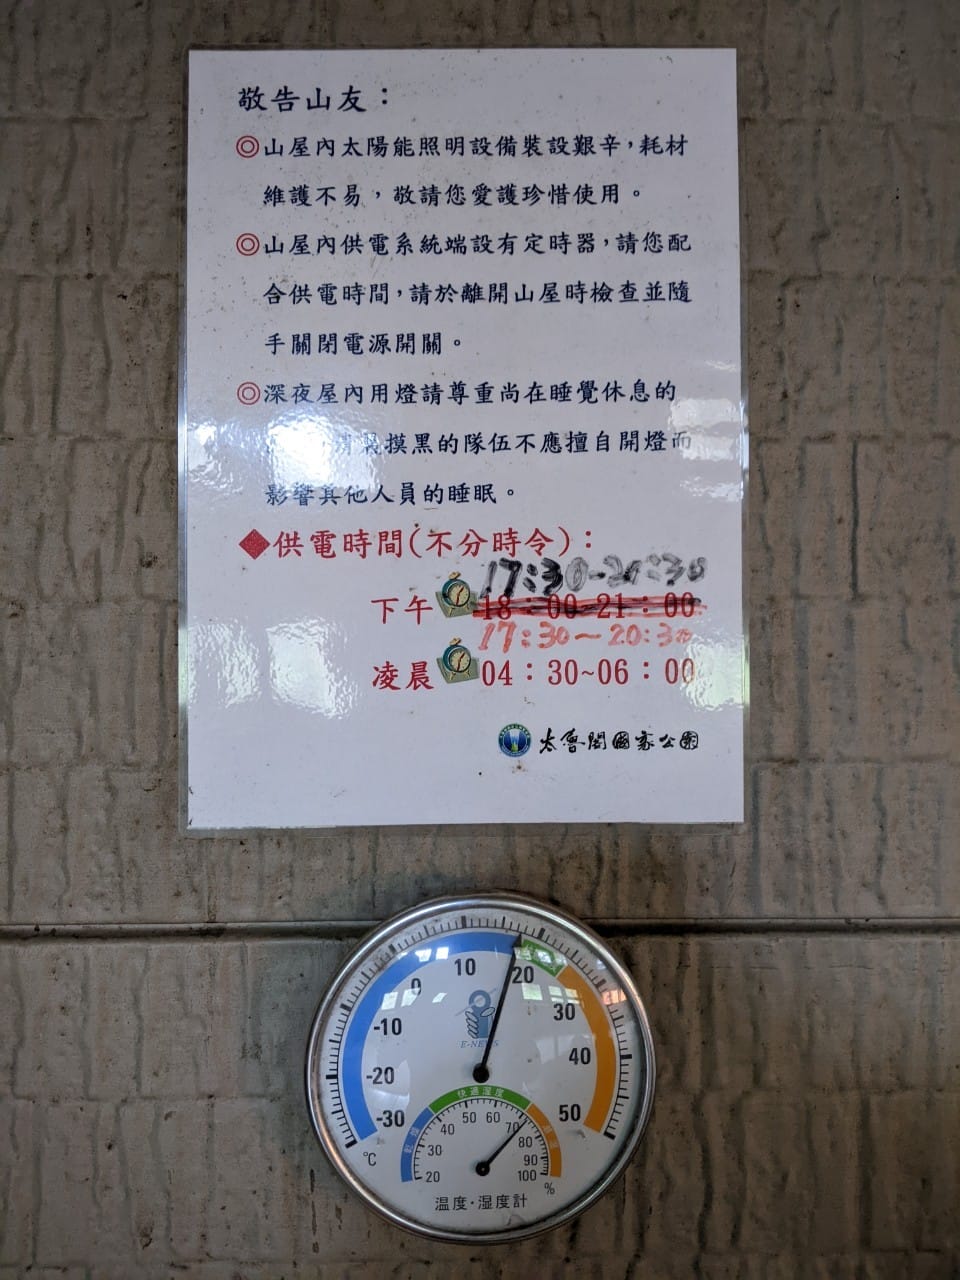 敬告山友：
◎山屋內太陽能照明設備裝設艱辛，耗材
維護不易，敬請您愛護珍惜使用。
◎山屋內供電系統端設有定時器，請您配
合供電時間，請於離開山屋時檢查並隨
手關閉電源開關。
◎深夜屋內用燈請尊重尚在睡覺休息的
摸黑的隊伍不應擅自開燈而
影響其他人員的睡眠。
◆供電時間(不分時令)：
17:30-20:30
下午 18：00-21：00
17:30～20:30
凌晨 04：30~06：00
太魯閣國家公園
-30 -20 -10 0 10 20 30 40 50
°C
E-NEWS
快適湿度
20 30 40 50 60 70 80 90 100
%
温度·湿度計